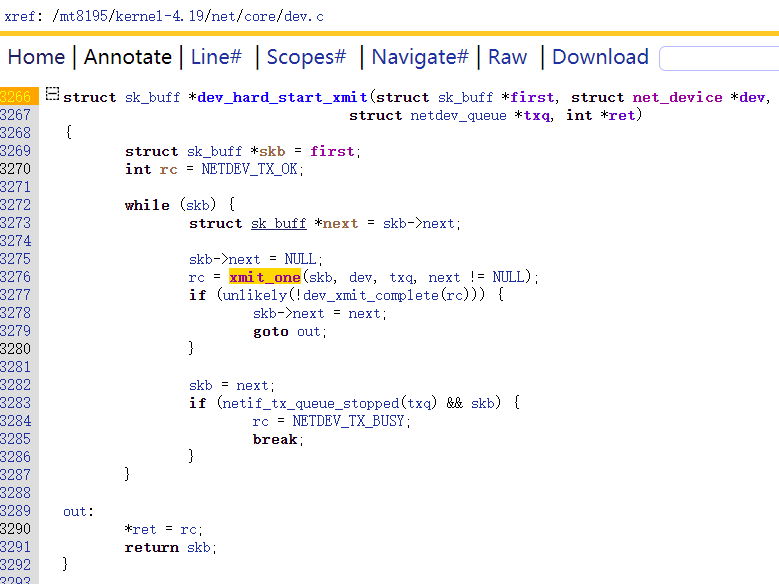 xref: /mt8195/kernel-4.19/net/core/dev.c
Home | Annotate | Line# | Scopes# | Navigate# | Raw | Download
3266 struct sk_buff *dev_hard_start_xmit(struct sk_buff *first, struct net_device *dev,
3267 struct netdev_queue *txq, int *ret)
3268 {
3269 struct sk_buff *skb = first;
3270 int rc = NETDEV_TX_OK;
3271
3272 while (skb) {
3273 struct sk_buff *next = skb->next;
3274
3275 skb->next = NULL;
3276 rc = xmit_one(skb, dev, txq, next != NULL);
3277 if (unlikely(!dev_xmit_complete(rc))) {
3278 skb->next = next;
3279 goto out;
3280 }
3281
3282 skb = next;
3283 if (netif_tx_queue_stopped(txq) && skb) {
3284 rc = NETDEV_TX_BUSY;
3285 break;
3286 }
3287 }
3288
3289 out:
3290 *ret = rc;
3291 return skb;
3292 }
3293